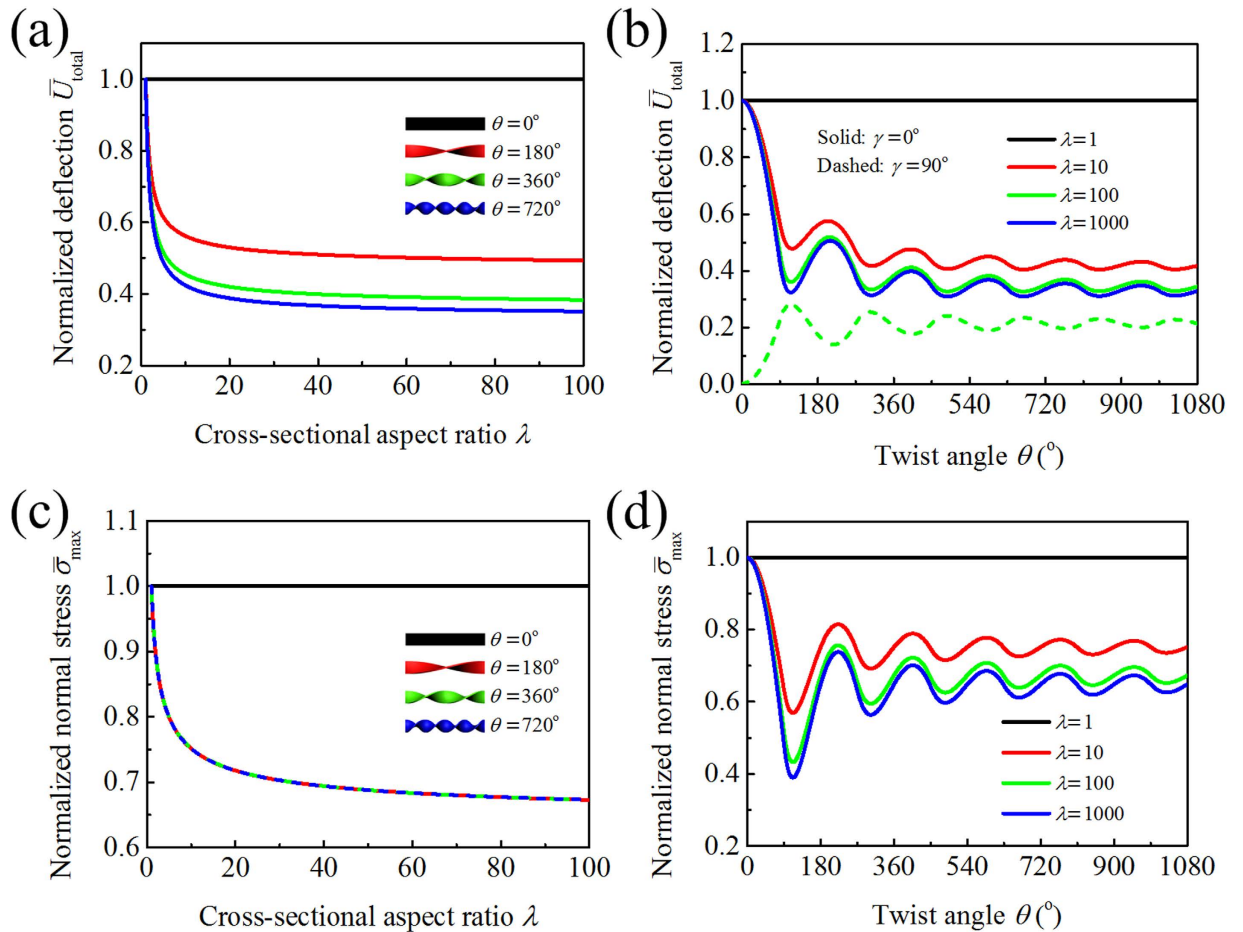 (a)
Normalized deflection U̅total
1.0
0.8
0.6
0.4
0.2
0 20 40 60 80 100
Cross-sectional aspect ratio λ
θ = 0°
θ = 180°
θ = 360°
θ = 720°
(b)
Normalized deflection U̅total
1.2
1.0
0.8
0.6
0.4
0.2
0.0
0 180 360 540 720 900 1080
Twist angle θ (°)
Solid: γ = 0°
Dashed: γ = 90°
λ=1
λ=10
λ=100
λ=1000
(c)
Normalized normal stress σ̅max
1.1
1.0
0.9
0.8
0.7
0.6
0 20 40 60 80 100
Cross-sectional aspect ratio λ
θ = 0°
θ = 180°
θ = 360°
θ = 720°
(d)
Normalized normal stress σ̅max
1.0
0.8
0.6
0.4
0.2
0 180 360 540 720 900 1080
Twist angle θ (°)
λ=1
λ=10
λ=100
λ=1000